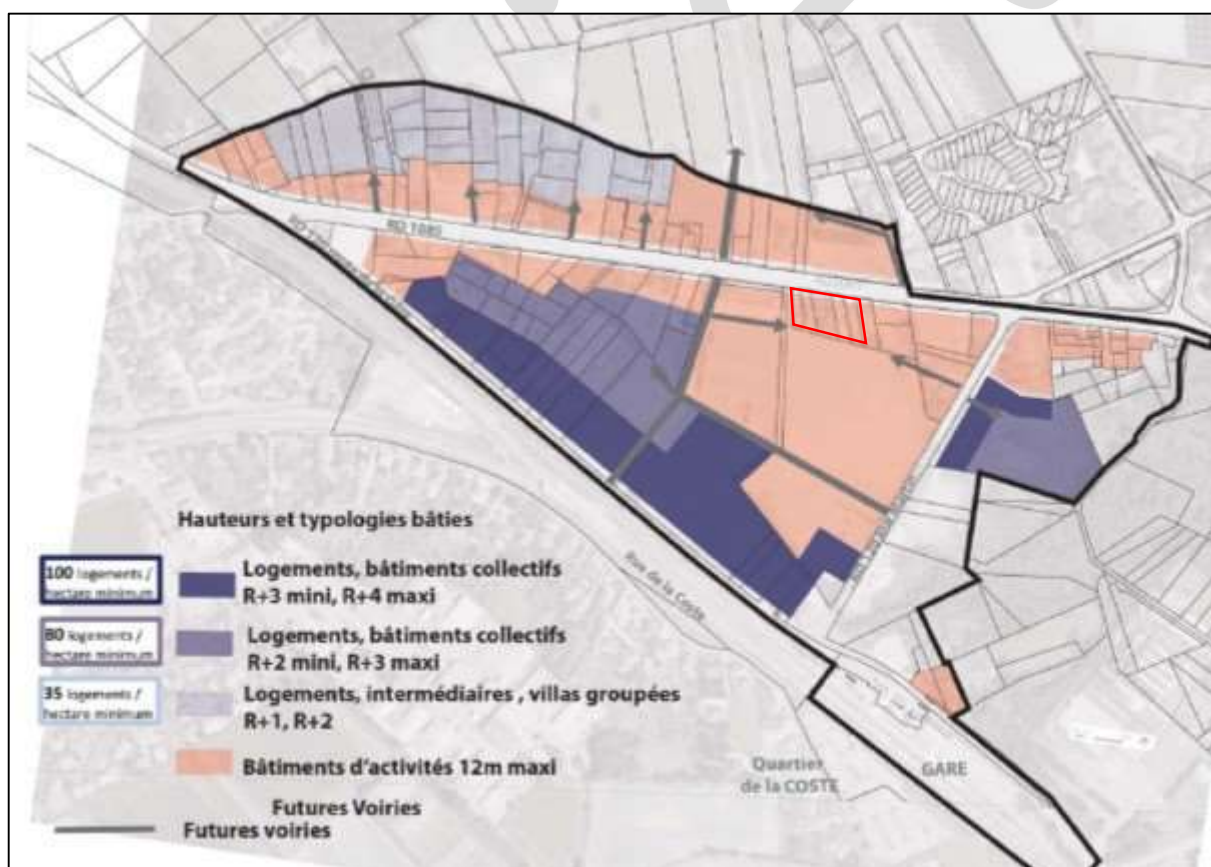 RD 1085
Hauteurs et typologies bâties
100 logements /
hectare minimum
Logements, bâtiments collectifs
R+3 mini, R+4 maxi
80 logements /
hectare minimum
Logements, bâtiments collectifs
R+2 mini, R+3 maxi
35 logements /
hectare minimum
Logements, intermédiaires , villas groupées
R+1, R+2
Bâtiments d'activités 12m maxi
Futures Voiries
Futures voiries
Rue de la Coste
Quartier
de la COSTE
GARE